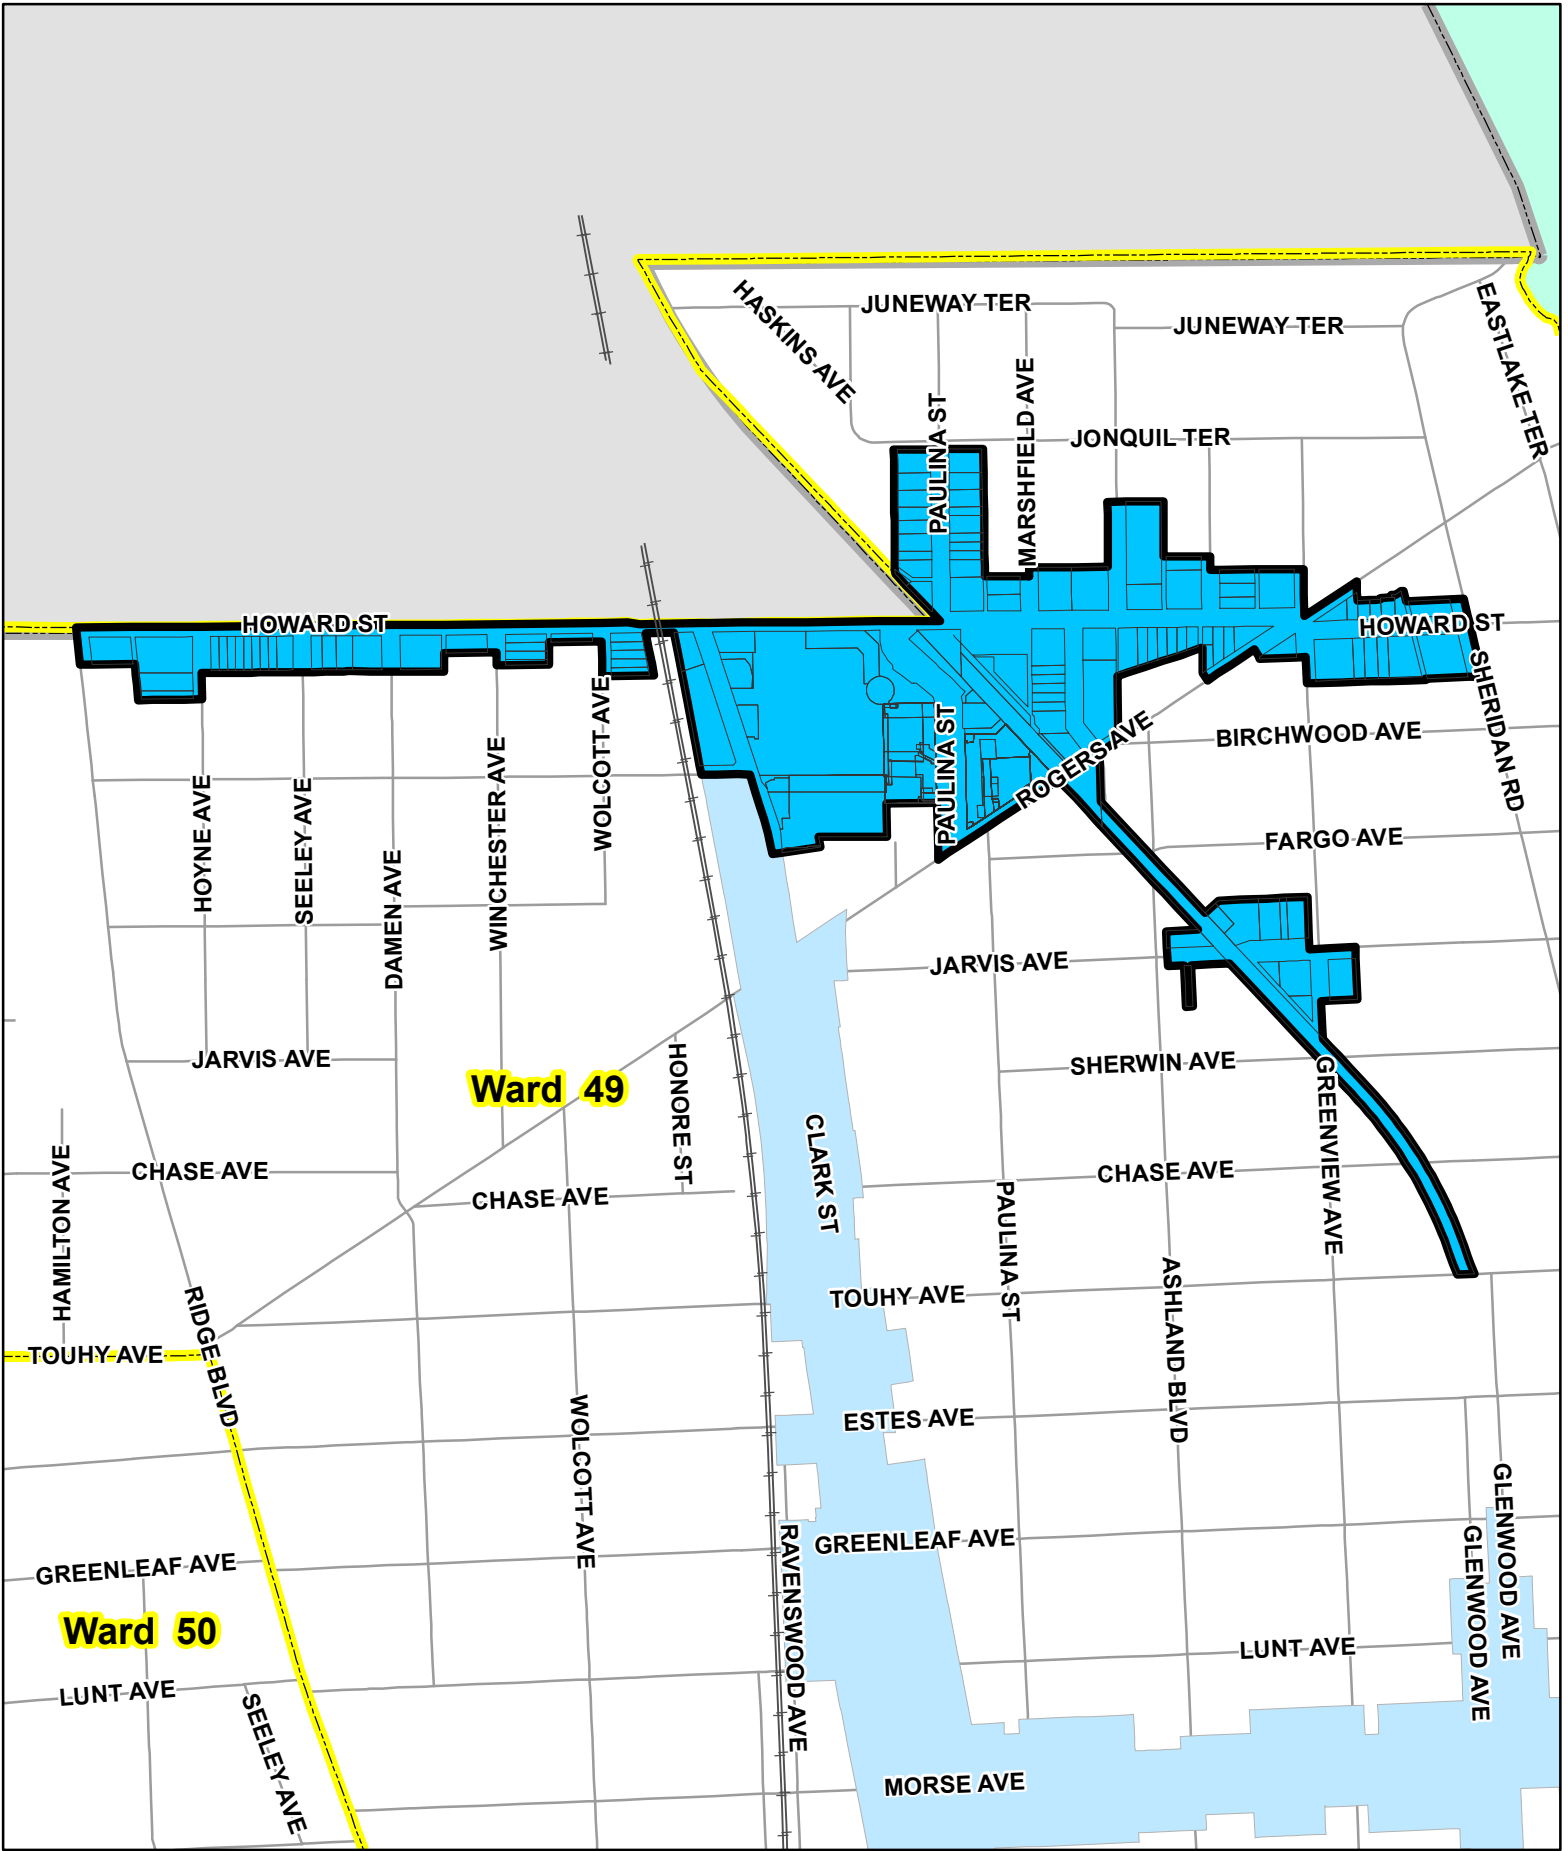 JUNEWAY TER
HASKINS AVE
JUNEWAY TER
EASTLAKE TER
PAULINA ST
MARSHFIELD AVE
JONQUIL TER
HOWARD ST
HOWARD ST
SHERIDAN RD
WOLCOTT AVE
PAULINA ST
ROGERS AVE
BIRCHWOOD AVE
WINCHESTER AVE
HOYNE AVE
SEELEY AVE
DAMEN AVE
FARGO AVE
JARVIS AVE
JARVIS AVE
SHERWIN AVE
Ward 49
HONORE ST
GREENVIEW AVE
CLARK ST
HAMILTON AVE
CHASE AVE
CHASE AVE
CHASE AVE
PAULINA ST
ASHLAND BLVD
TOUHY AVE
RIDGE BLVD
TOUHY AVE
WOLCOTT AVE
ESTES AVE
GLENWOOD AVE
GREENLEAF AVE
GREENLEAF AVE
RAVENSWOOD AVE
GLENWOOD AVE
Ward 50
LUNT AVE
LUNT AVE
SEELEY AVE
MORSE AVE